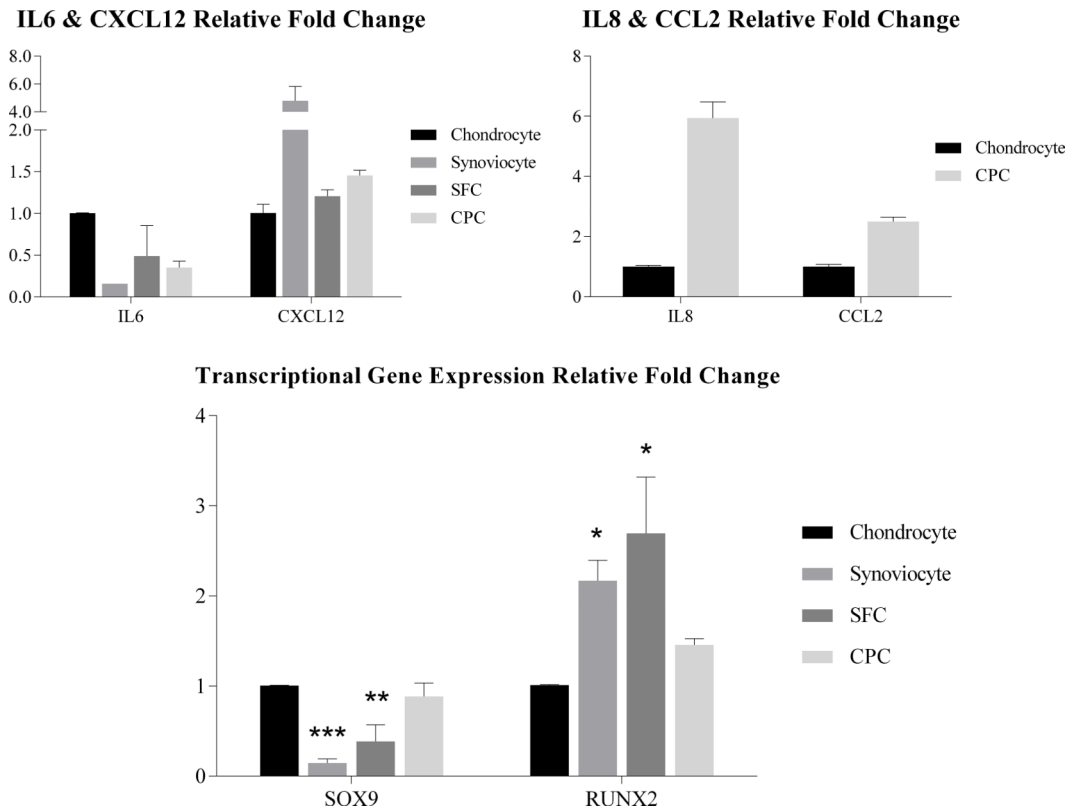 IL6 & CXCL12 Relative Fold Change
8.0
6.0
4.0
2.0
1.5
1.0
0.5
0.0
IL6
CXCL12
Chondrocyte
Synoviocyte
SFC
CPC
IL8 & CCL2 Relative Fold Change
8
6
4
2
0
IL8
CCL2
Chondrocyte
CPC
Transcriptional Gene Expression Relative Fold Change
4
3
2
1
0
***
**
*
*
SOX9
RUNX2
Chondrocyte
Synoviocyte
SFC
CPC